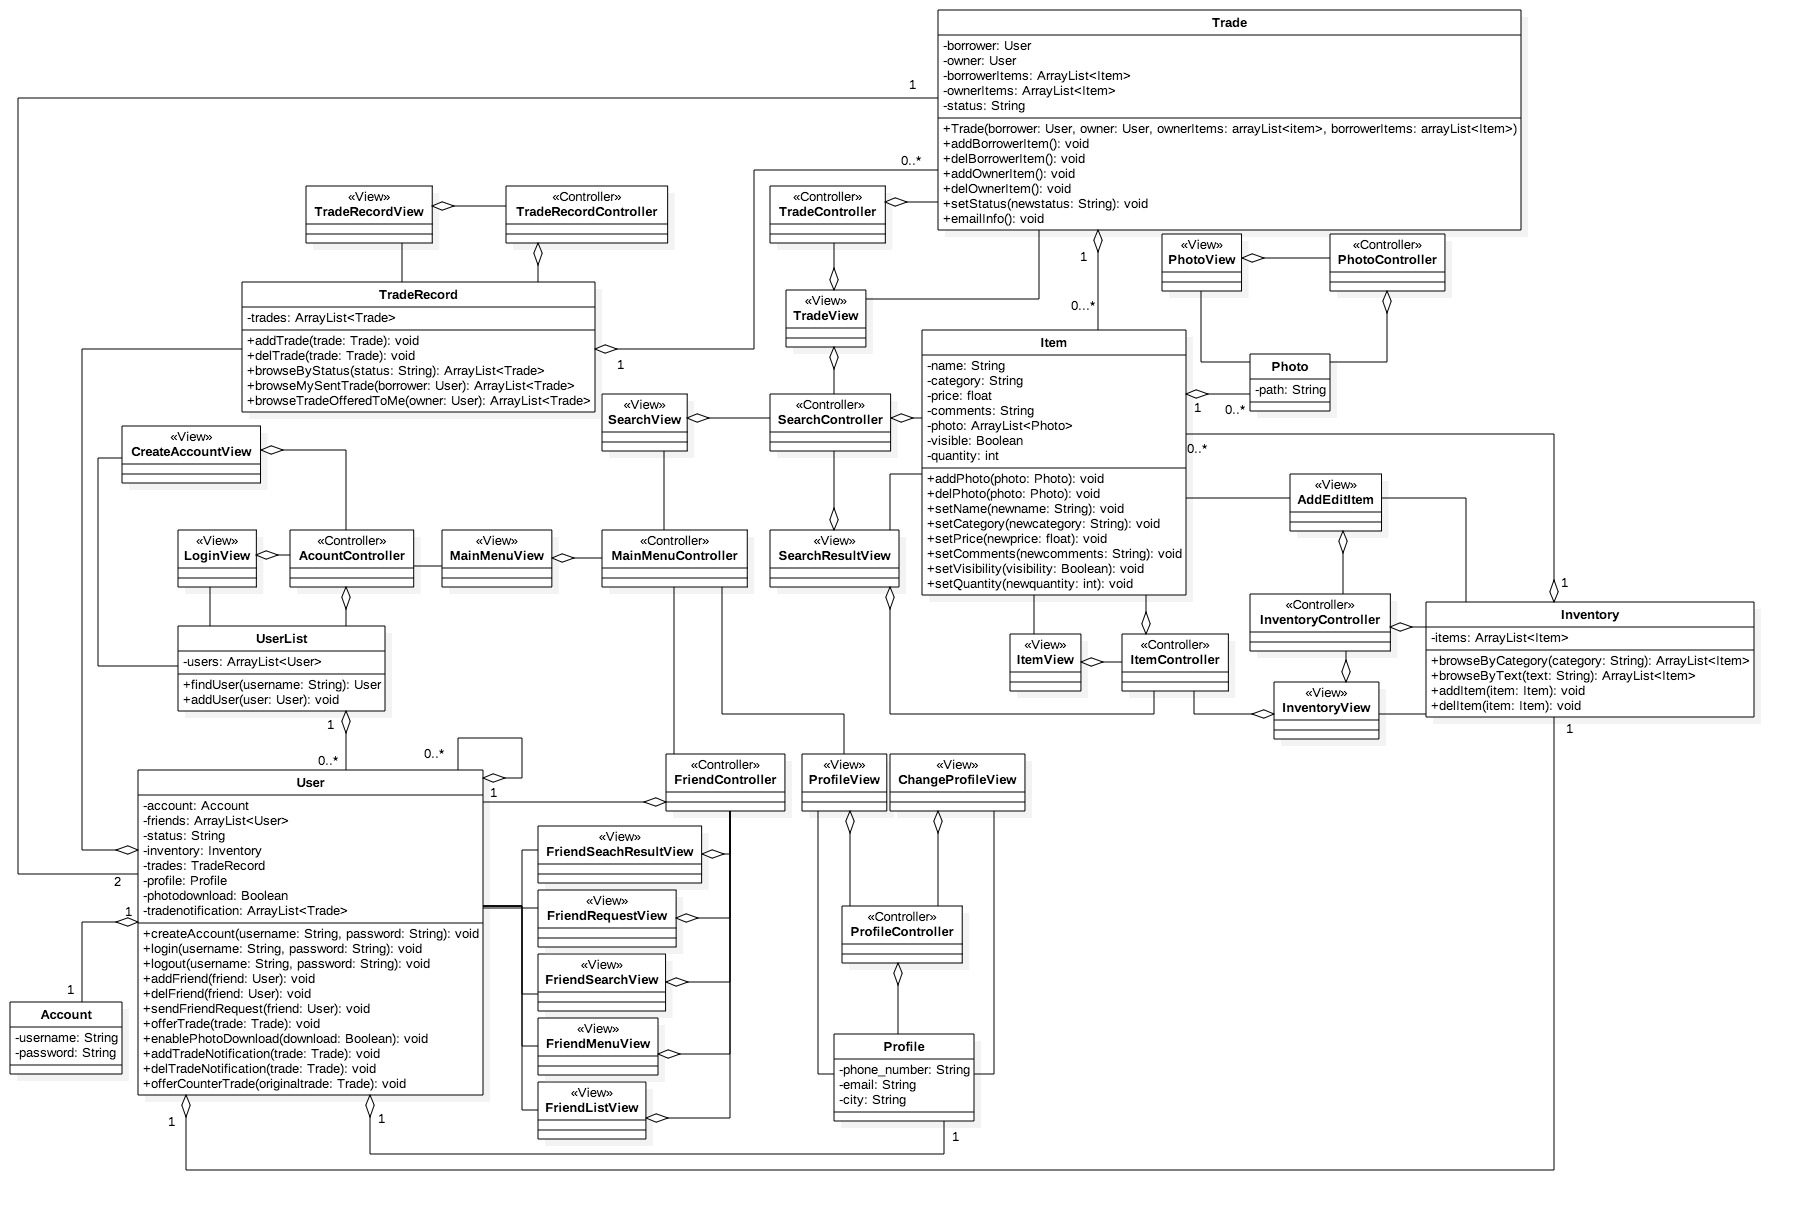 Trade
-borrower: User
-owner: User
-borrowerItems: ArrayList<Item>
-ownerItems: ArrayList<Item>
-status: String
+Trade(borrower: User, owner: User, ownerItems: arrayList<item>, borrowerItems: arrayList<Item>)
+addBorrowerItem(): void
+delBorrowerItem(): void
+addOwnerItem(): void
+delOwnerItem(): void
+setStatus(newstatus: String): void
+emailInfo(): void
1
0..*
«View»
TradeRecordView
«Controller»
TradeRecordController
«Controller»
TradeController
1
0...*
«View»
PhotoView
«Controller»
PhotoController
TradeRecord
-trades: ArrayList<Trade>
+addTrade(trade: Trade): void
+delTrade(trade: Trade): void
+browseByStatus(status: String): ArrayList<Trade>
+browseMySentTrade(borrower: User): ArrayList<Trade>
+browseTradeOfferedToMe(owner: User): ArrayList<Trade>
1
«View»
TradeView
Item
-name: String
-category: String
-price: float
-comments: String
-photo: ArrayList<Photo>
-visible: Boolean
-quantity: int
+addPhoto(photo: Photo): void
+delPhoto(photo: Photo): void
+setName(newname: String): void
+setCategory(newcategory: String): void
+setPrice(newprice: float): void
+setComments(newcomments: String): void
+setVisibility(visibility: Boolean): void
+setQuantity(newquantity: int): void
Photo
-path: String
1
0..*
0..*
«View»
SearchView
«Controller»
SearchController
«View»
CreateAccountView
«View»
AddEditItem
«View»
LoginView
«Controller»
AcountController
«View»
MainMenuView
«Controller»
MainMenuController
«View»
SearchResultView
1
«Controller»
InventoryController
Inventory
-items: ArrayList<Item>
+browseByCategory(category: String): ArrayList<Item>
+browseByText(text: String): ArrayList<Item>
+addItem(item: Item): void
+delItem(item: Item): void
1
UserList
-users: ArrayList<User>
+findUser(username: String): User
+addUser(user: User): void
1
0..*
«View»
ItemView
«Controller»
ItemController
«View»
InventoryView
0..*
1
User
-account: Account
-friends: ArrayList<User>
-status: String
-inventory: Inventory
-trades: TradeRecord
-profile: Profile
-photodownload: Boolean
-tradenotification: ArrayList<Trade>
+createAccount(username: String, password: String): void
+login(username: String, password: String): void
+logout(username: String, password: String): void
+addFriend(friend: User): void
+delFriend(friend: User): void
+sendFriendRequest(friend: User): void
+offerTrade(trade: Trade): void
+enablePhotoDownload(download: Boolean): void
+addTradeNotification(trade: Trade): void
+delTradeNotification(trade: Trade): void
+offerCounterTrade(originaltrade: Trade): void
2
1
1
Account
-username: String
-password: String
«Controller»
FriendController
«View»
ProfileView
«View»
ChangeProfileView
«View»
FriendSeachResultView
«View»
FriendRequestView
«View»
FriendSearchView
«View»
FriendMenuView
«View»
FriendListView
«Controller»
ProfileController
Profile
-phone_number: String
-email: String
-city: String
1
1
1